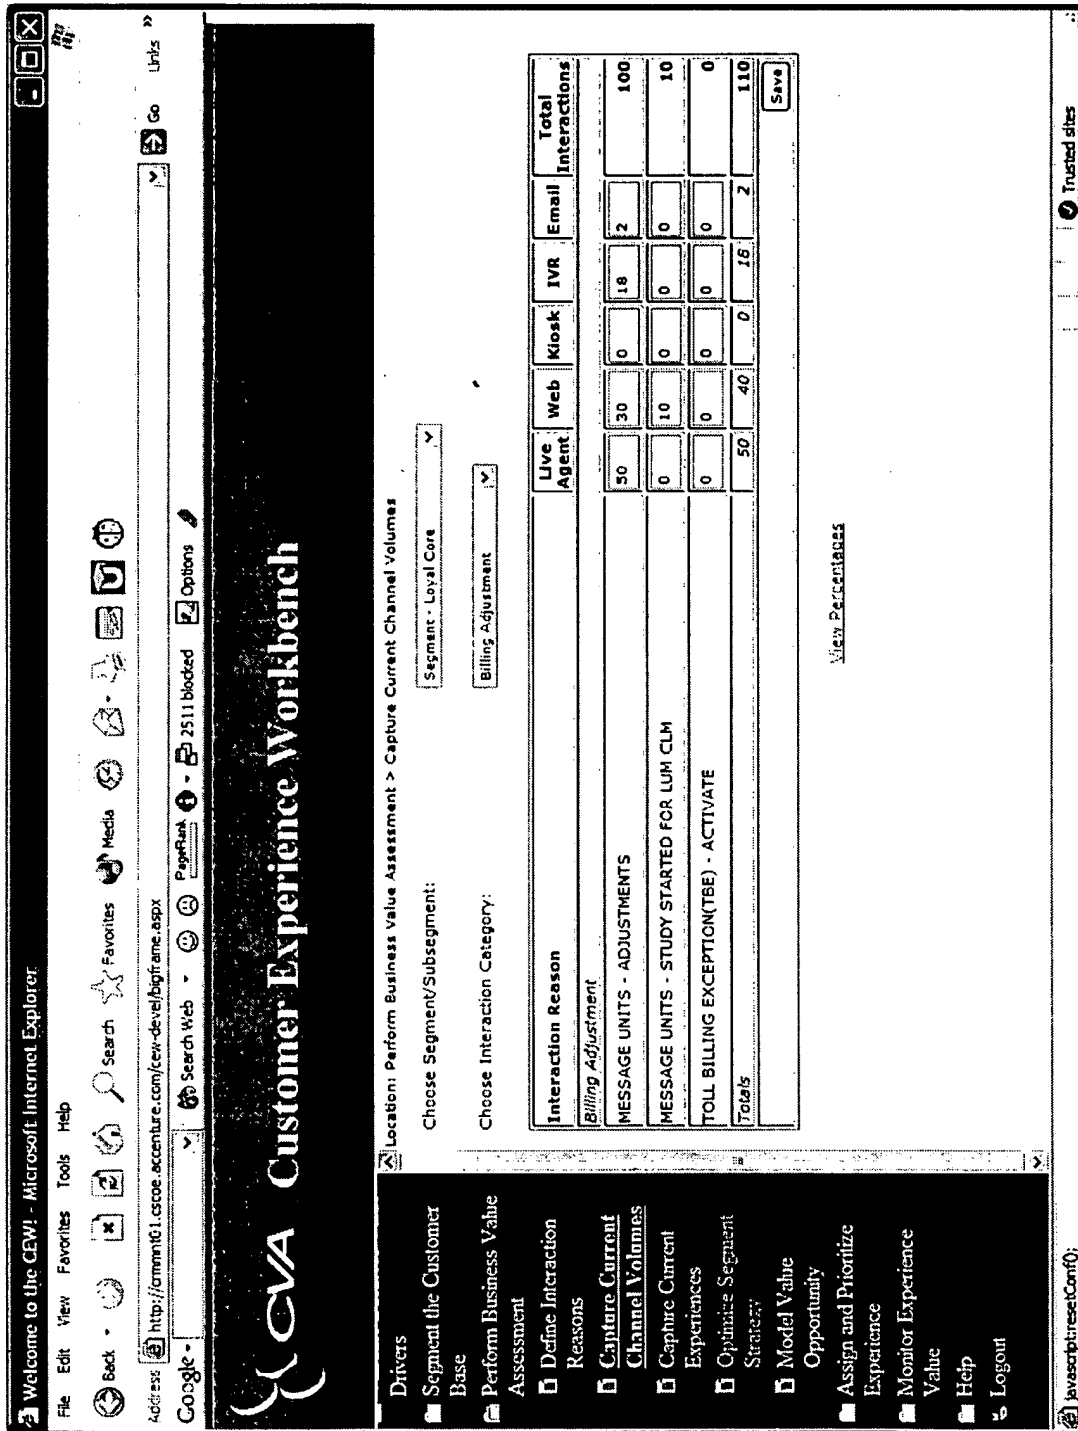 Welcome to the CEW! - Microsoft Internet Explorer
File Edit View Favorites Tools Help
Back Search Favorites Media
Address http://crmnt01.cscoe.accenture.com/cew-devel/bigframe.aspx Go Links »
Google Search Web PageRank 2511 blocked Options
CVA Customer Experience Workbench
Drivers
Segment the Customer
Base
Perform Business Value
Assessment
Define Interaction
Reasons
Capture Current
Channel Volumes
Capture Current
Experiences
Optimize Segment
Strategy
Model Value
Opportunity
Assign and Prioritize
Experience
Monitor Experience
Value
Help
Logout
Location: Perform Business Value Assessment > Capture Current Channel Volumes
Choose Segment/Subsegment: Segment - Loyal Core
Choose Interaction Category: Billing Adjustment
Interaction Reason Live Agent Web Kiosk IVR Email Total Interactions
Billing Adjustment
MESSAGE UNITS - ADJUSTMENTS 50 30 0 18 2 100
MESSAGE UNITS - STUDY STARTED FOR LUM CLM 0 10 0 0 0 10
TOLL BILLING EXCEPTION(TBE) - ACTIVATE 0 0 0 0 0 0
Totals 50 40 0 18 2 110
Save
View Percentages
javascript:resetConf(); Trusted sites